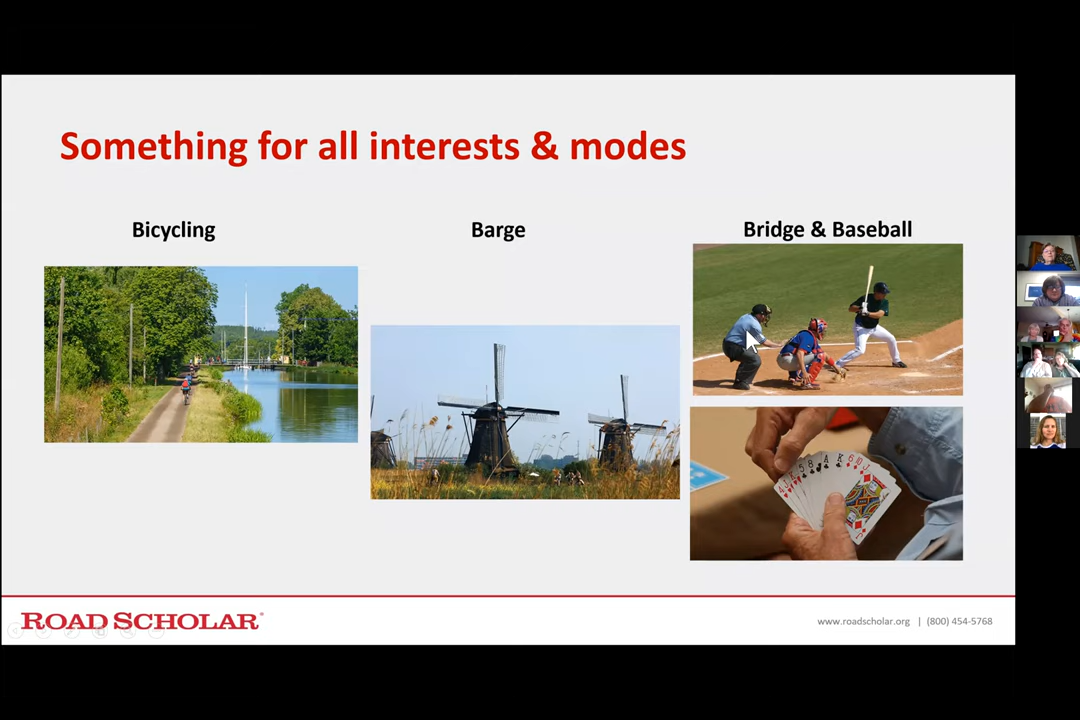 Something for all interests & modes
Bicycling
Barge
Bridge & Baseball
ROAD SCHOLAR®
www.roadscholar.org | (800) 454-5768